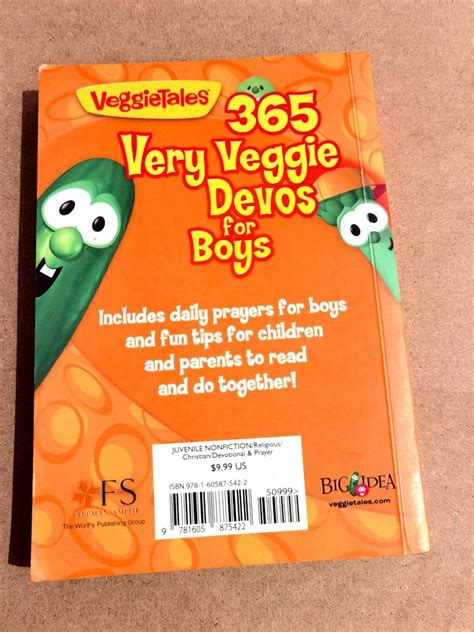 VeggieTales
365
Very Veggie
Devos
for
Boys
Includes daily prayers for boys
and fun tips for children
and parents to read
and do together!
JUVENILE NONFICTION/Religious/
Christian/Devotional & Prayer
$9.99 US
ISBN 978-1-60587-542-2
50999>
9 781605 875422
FS
FREEMAN-SMITH
The Worthy Publishing Group
BIG IDEA
veggietales.com